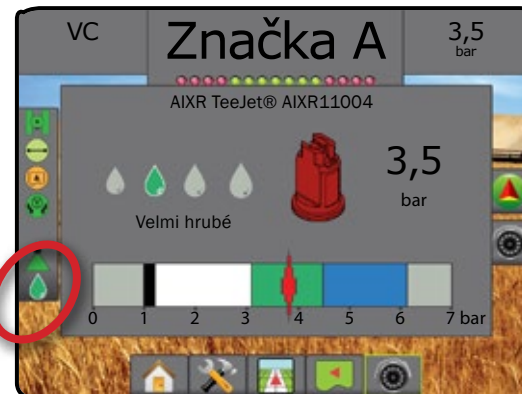 VC
Značka A
3,5
bar
AIXR TeeJet® AIXR11004
3,5
bar
Velmi hrubé
0 1 2 3 4 5 6 7 bar